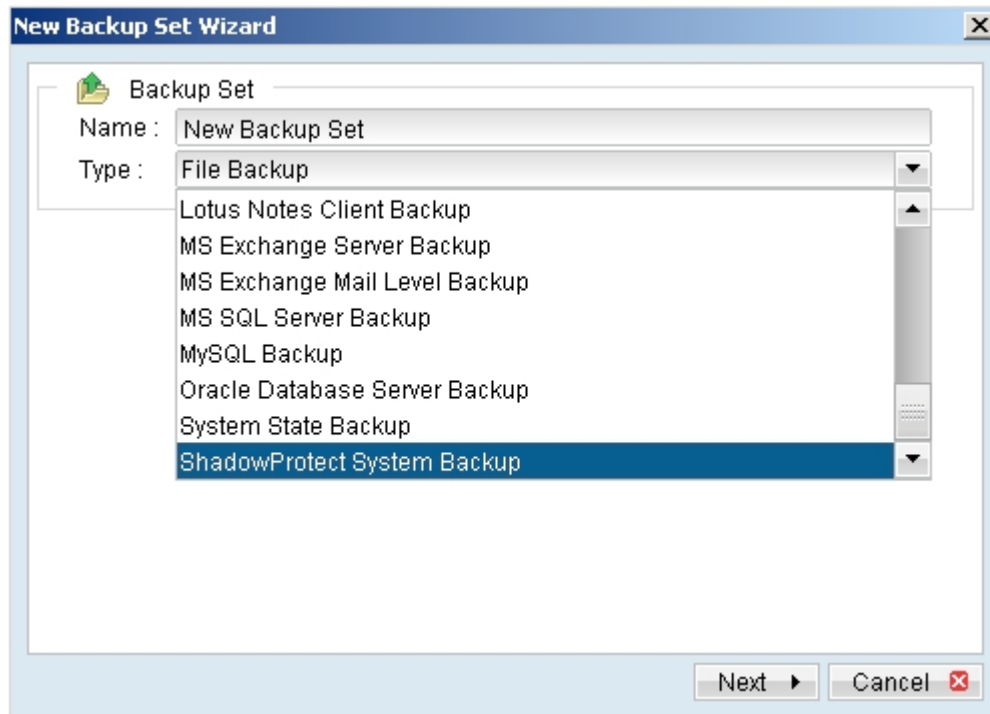 New Backup Set Wizard
Backup Set
Name : New Backup Set
Type : File Backup
Lotus Notes Client Backup
MS Exchange Server Backup
MS Exchange Mail Level Backup
MS SQL Server Backup
MySQL Backup
Oracle Database Server Backup
System State Backup
ShadowProtect System Backup
Next Cancel